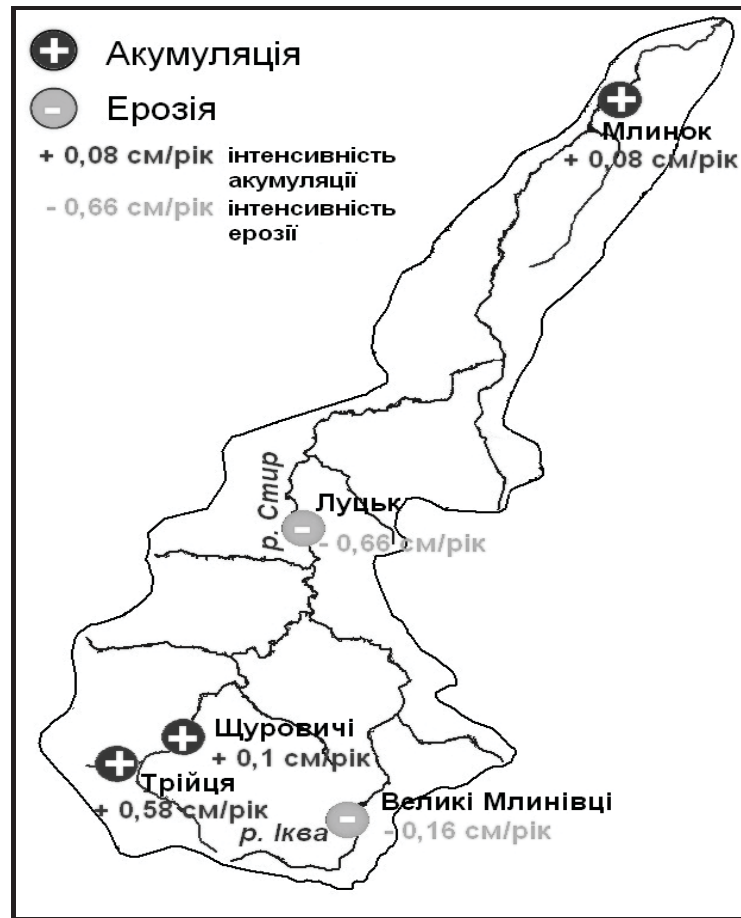 + Акумуляція
- Ерозія
+ 0,08 см/рік інтенсивність
акумуляції
- 0,66 см/рік інтенсивність
ерозії
+
Млинок
+ 0,08 см/рік
р. Стир
Луцьк
-
- 0,66 см/рік
+ Щуровичі
+ 0,1 см/рік
+
Трійця
+ 0,58 см/рік
Великі Млинівці
-
- 0,16 см/рік
р. Іква